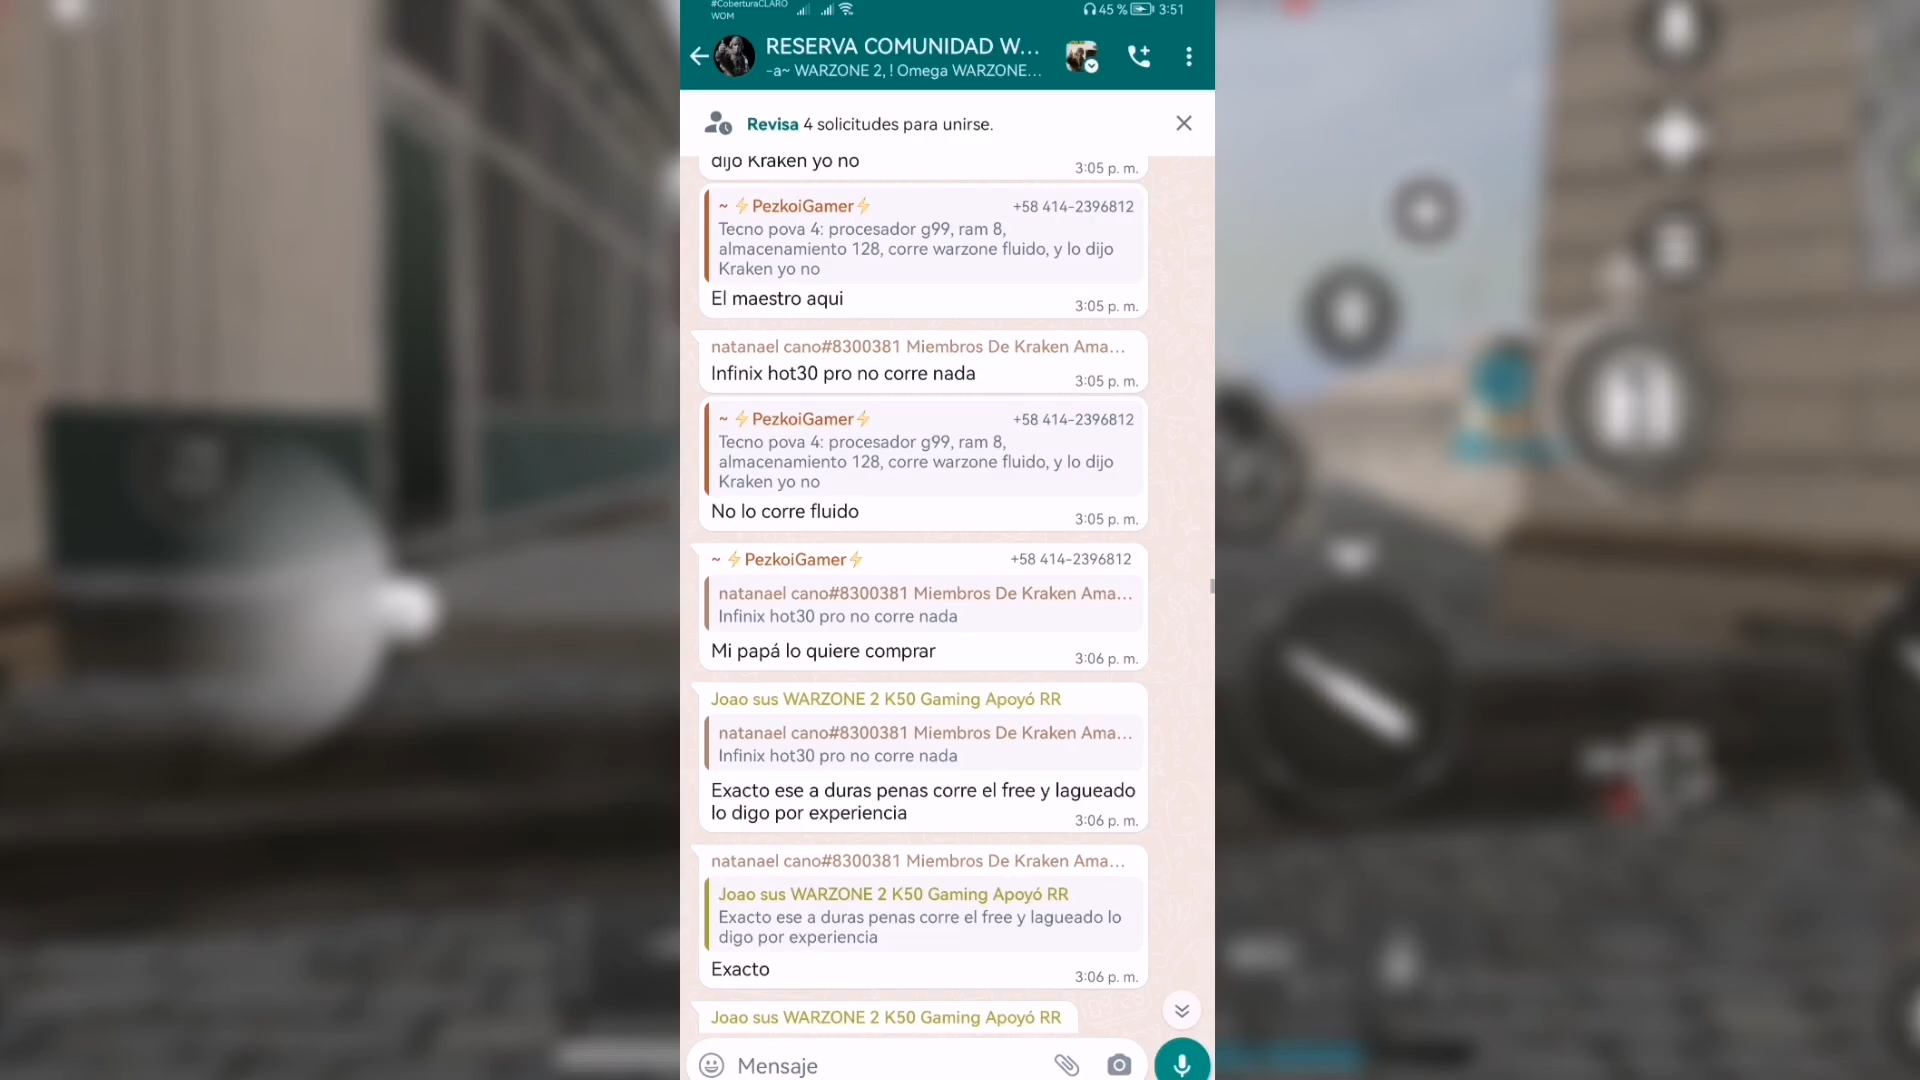 #CoberturaCLARO
WOM
45 %
3:51
RESERVA COMUNIDAD W...
-a~ WARZONE 2, ! Omega WARZONE...
Revisa 4 solicitudes para unirse.
dijo Kraken yo no
3:05 p. m.
~ ⚡PezkoiGamer⚡ +58 414-2396812
Tecno pova 4: procesador g99, ram 8,
almacenamiento 128, corre warzone fluido, y lo dijo
Kraken yo no
El maestro aqui
3:05 p. m.
natanael cano#8300381 Miembros De Kraken Ama...
Infinix hot30 pro no corre nada
3:05 p. m.
~ ⚡PezkoiGamer⚡ +58 414-2396812
Tecno pova 4: procesador g99, ram 8,
almacenamiento 128, corre warzone fluido, y lo dijo
Kraken yo no
No lo corre fluido
3:05 p. m.
~ ⚡PezkoiGamer⚡ +58 414-2396812
natanael cano#8300381 Miembros De Kraken Ama...
Infinix hot30 pro no corre nada
Mi papá lo quiere comprar
3:06 p. m.
Joao sus WARZONE 2 K50 Gaming Apoyó RR
natanael cano#8300381 Miembros De Kraken Ama...
Infinix hot30 pro no corre nada
Exacto ese a duras penas corre el free y lagueado
lo digo por experiencia
3:06 p. m.
natanael cano#8300381 Miembros De Kraken Ama...
Joao sus WARZONE 2 K50 Gaming Apoyó RR
Exacto ese a duras penas corre el free y lagueado lo
digo por experiencia
Exacto
3:06 p. m.
Joao sus WARZONE 2 K50 Gaming Apoyó RR
Mensaje